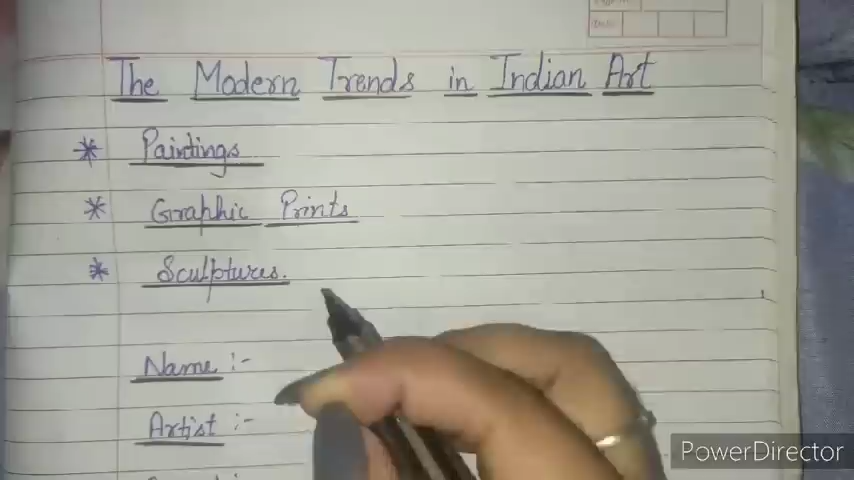 The Modern Trends in Indian Art
* Paintings
* Graphic Prints
* Sculptures.
Name :-
Artist :-
PowerDirector